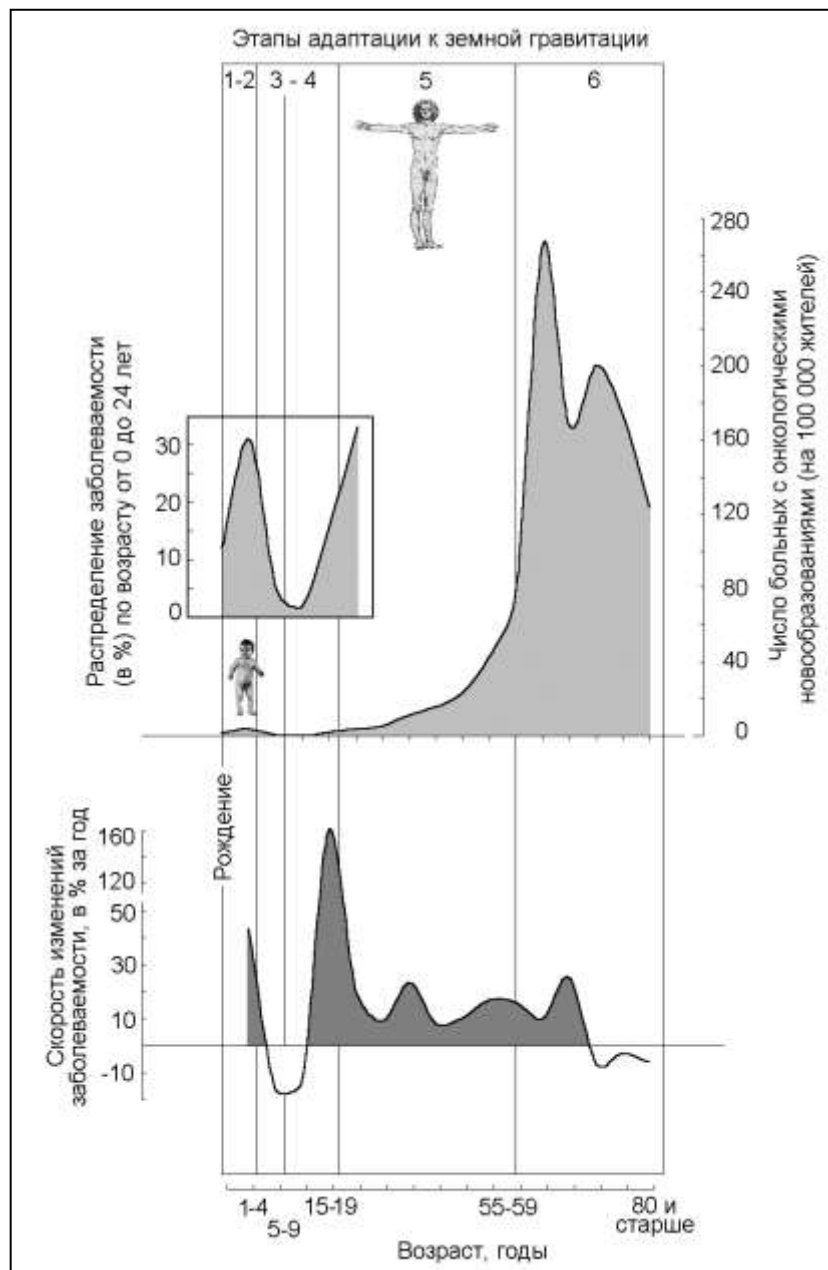 Этапы адаптации к земной гравитации
1-2 3 - 4 5 6
280
240
200
160
120
80
40
0
Число больных с онкологическими
новообразованиями (на 100 000 жителей)
Распределение заболеваемости
(в %) по возрасту от 0 до 24 лет
30
20
10
0
Рождение
Скорость изменений
заболеваемости, в % за год
160
120
50
30
10
-10
1-4 15-19 55-59 80 и
5-9 старше
Возраст, годы